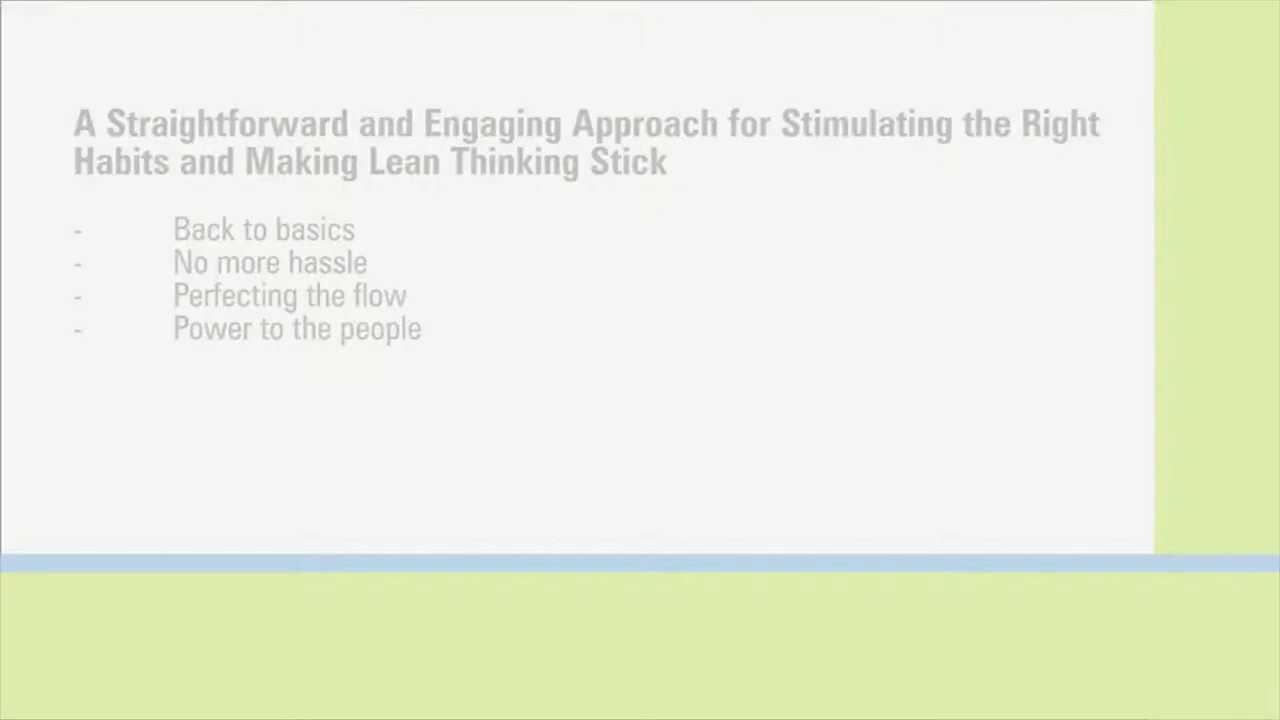 A Straightforward and Engaging Approach for Stimulating the Right
Habits and Making Lean Thinking Stick
- Back to basics
- No more hassle
- Perfecting the flow
- Power to the people